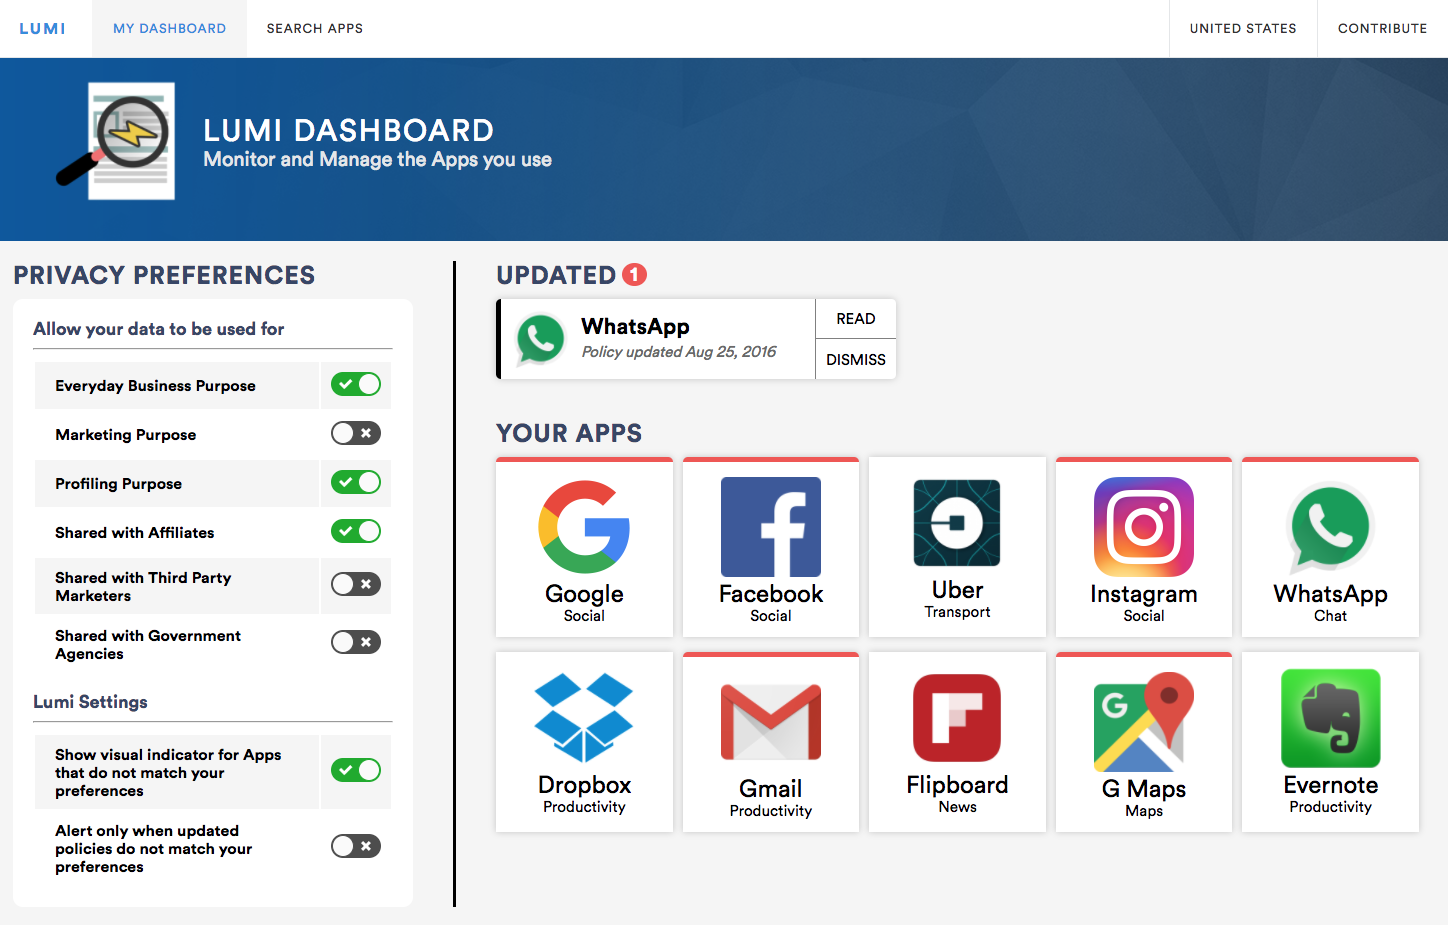 LUMI
MY DASHBOARD
SEARCH APPS
UNITED STATES
CONTRIBUTE
LUMI DASHBOARD
Monitor and Manage the Apps you use
PRIVACY PREFERENCES
Allow your data to be used for
Everyday Business Purpose
Marketing Purpose
Profiling Purpose
Shared with Affiliates
Shared with Third Party
Marketers
Shared with Government
Agencies
Lumi Settings
Show visual indicator for Apps
that do not match your
preferences
Alert only when updated
policies do not match your
preferences
UPDATED 1
WhatsApp
Policy updated Aug 25, 2016
READ
DISMISS
YOUR APPS
Google
Social
Facebook
Social
Uber
Transport
Instagram
Social
WhatsApp
Chat
Dropbox
Productivity
Gmail
Productivity
Flipboard
News
G Maps
Maps
Evernote
Productivity